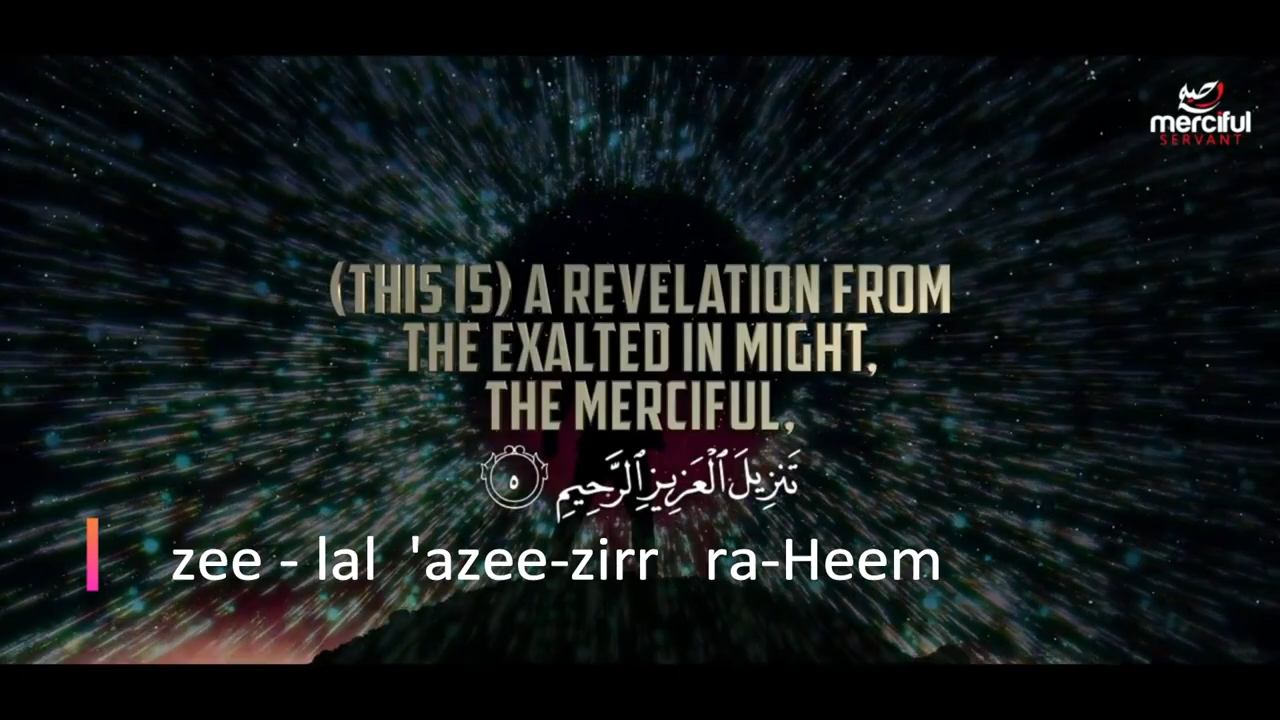 merciful
SERVANT
(THIS IS) A REVELATION FROM
THE EXALTED IN MIGHT,
THE MERCIFUL,
تَنزِيلَ ٱلْعَزِيزِ ٱلرَّحِيمِ ٥
zee - lal 'azee-zirr ra-Heem